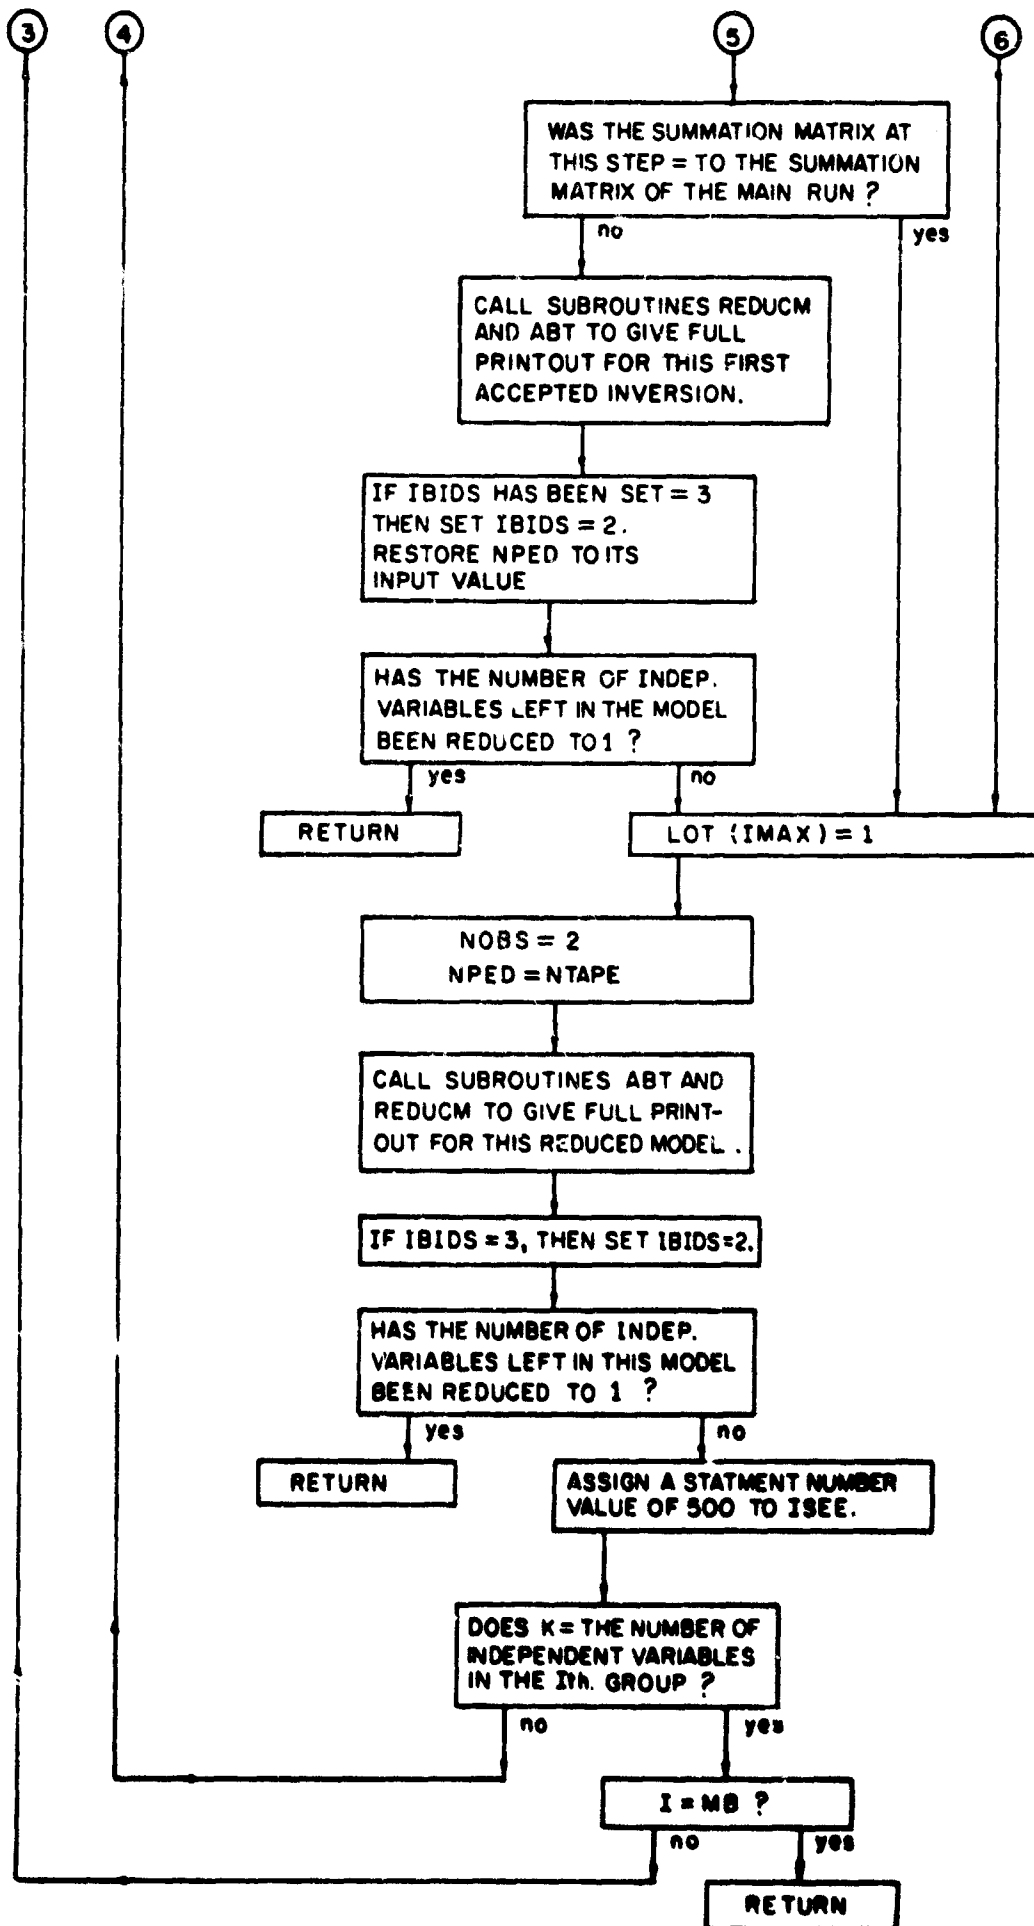 3 4 5 6
WAS THE SUMMATION MATRIX AT
THIS STEP = TO THE SUMMATION
MATRIX OF THE MAIN RUN ?
no yes
CALL SUBROUTINES REDUCM
AND ABT TO GIVE FULL
PRINTOUT FOR THIS FIRST
ACCEPTED INVERSION.
IF IBIDS HAS BEEN SET = 3
THEN SET IBIDS = 2.
RESTORE NPED TO ITS
INPUT VALUE
HAS THE NUMBER OF INDEP.
VARIABLES LEFT IN THE MODEL
BEEN REDUCED TO 1 ?
yes no
RETURN LOT (IMAX) = 1
NOBS = 2
NPED = NTAPE
CALL SUBROUTINES ABT AND
REDUCM TO GIVE FULL PRINT-
OUT FOR THIS REDUCED MODEL .
IF IBIDS = 3, THEN SET IBIDS=2.
HAS THE NUMBER OF INDEP.
VARIABLES LEFT IN THIS MODEL
BEEN REDUCED TO 1 ?
yes no
RETURN
ASSIGN A STATMENT NUMBER
VALUE OF 500 TO ISEE.
DOES K = THE NUMBER OF
INDEPENDENT VARIABLES
IN THE Ith. GROUP ?
no yes
I = MB ?
no yes
RETURN